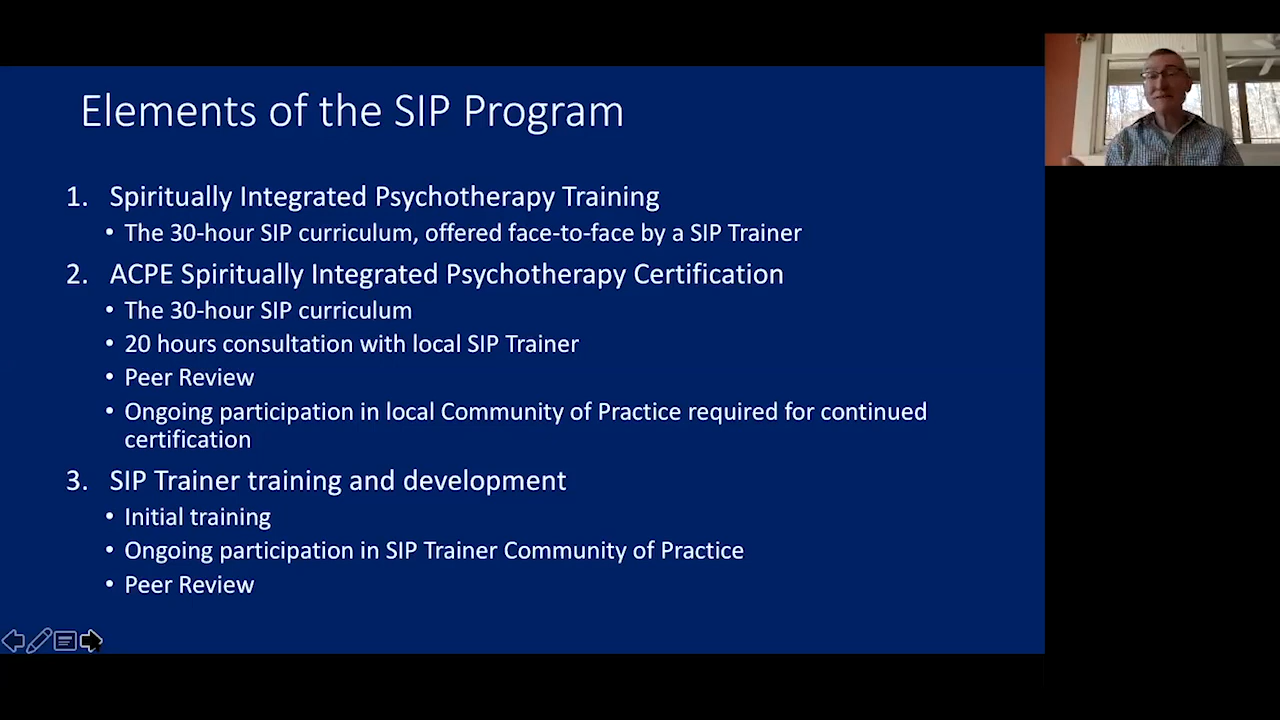 Elements of the SIP Program
1. Spiritually Integrated Psychotherapy Training
• The 30-hour SIP curriculum, offered face-to-face by a SIP Trainer
2. ACPE Spiritually Integrated Psychotherapy Certification
• The 30-hour SIP curriculum
• 20 hours consultation with local SIP Trainer
• Peer Review
• Ongoing participation in local Community of Practice required for continued
certification
3. SIP Trainer training and development
• Initial training
• Ongoing participation in SIP Trainer Community of Practice
• Peer Review